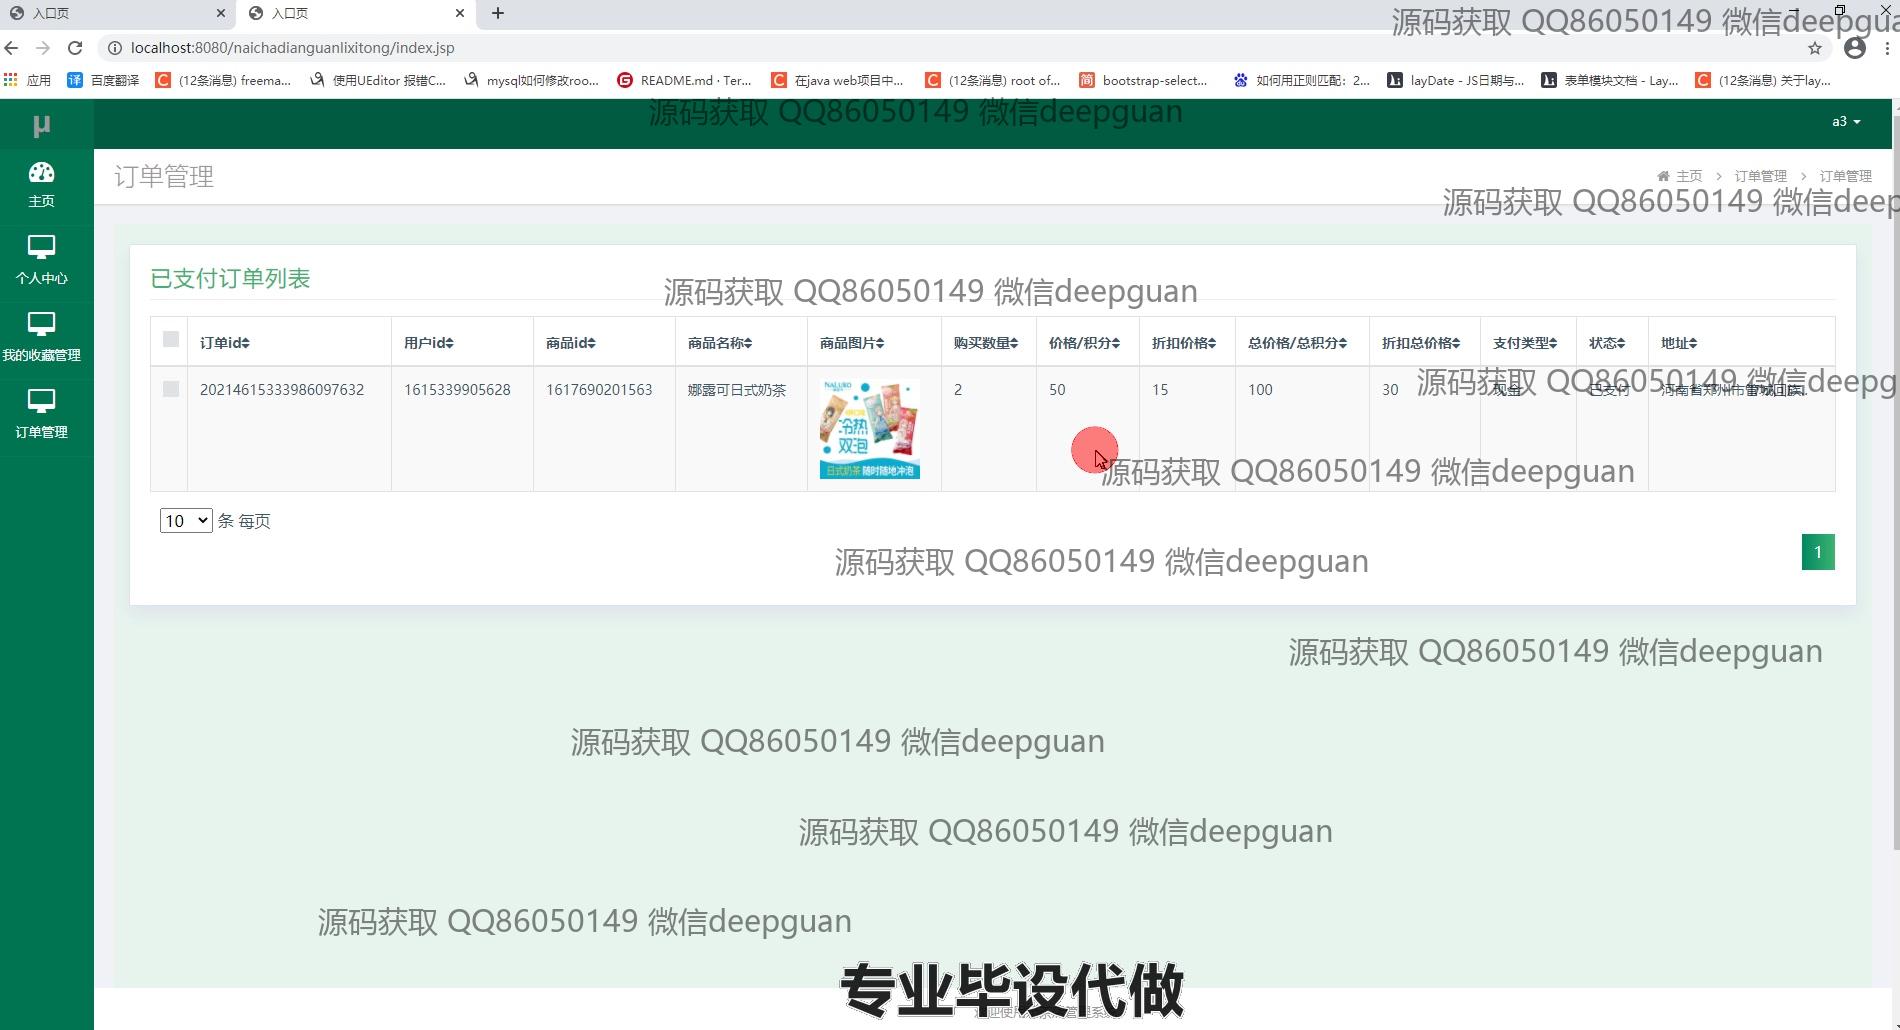 入口页
入口页
源码获取 QQ86050149 微信deepgua
localhost:8080/naichadianguanlixitong/index.jsp
应用
百度翻译
(12条消息) freema...
使用UEditor 报错C...
mysql如何修改roo...
README.md · Ter...
在java web项目中...
(12条消息) root of...
bootstrap-select...
如何用正则匹配：2...
layDate - JS日期与...
表单模块文档 - Lay...
(12条消息) 关于lay...
源码获取 QQ86050149 微信deepguan
μ
a3
主页
个人中心
我的收藏管理
订单管理
订单管理
主页 > 订单管理 > 订单管理
源码获取 QQ86050149 微信deep
已支付订单列表
源码获取 QQ86050149 微信deepguan
订单id 用户id 商品id 商品名称 商品图片 购买数量 价格/积分 折扣价格 总价格/总积分 折扣总价格 支付类型 状态 地址
20214615333986097632 1615339905628 1617690201563 娜露可日式奶茶 2 50 15 100 30 现金 已支付 河南省郑州市管城回族...
源码获取 QQ86050149 微信deepg
NALUKO
冷热
双泡
日式奶茶 随时随地冲泡
源码获取 QQ86050149 微信deepguan
10 条 每页
1
源码获取 QQ86050149 微信deepguan
源码获取 QQ86050149 微信deepguan
源码获取 QQ86050149 微信deepguan
源码获取 QQ86050149 微信deepguan
源码获取 QQ86050149 微信deepguan
专业毕设代做